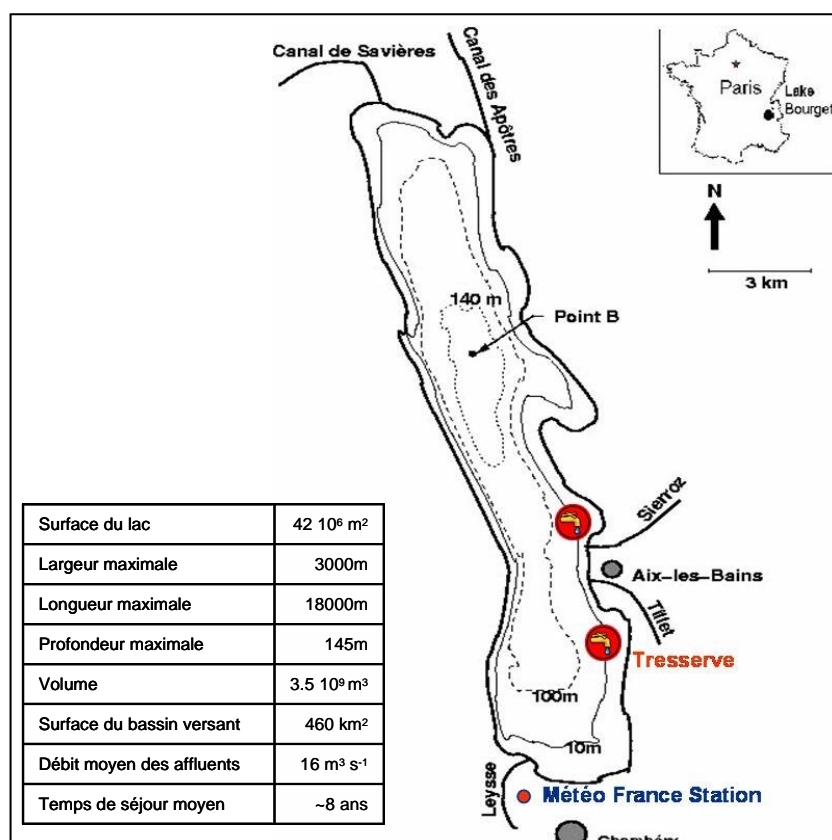 Canal de Savières
Canal des Apôtres
Paris
Lake
Bourget
N
3 km
140 m
Point B
Sierroz
Aix-les-Bains
Tillet
Tresserve
100m
10m
Leysse
Météo France Station
Chambéry
Surface du lac 42 10⁶ m²
Largeur maximale 3000m
Longueur maximale 18000m
Profondeur maximale 145m
Volume 3.5 10⁹ m³
Surface du bassin versant 460 km²
Débit moyen des affluents 16 m³ s⁻¹
Temps de séjour moyen ~8 ans